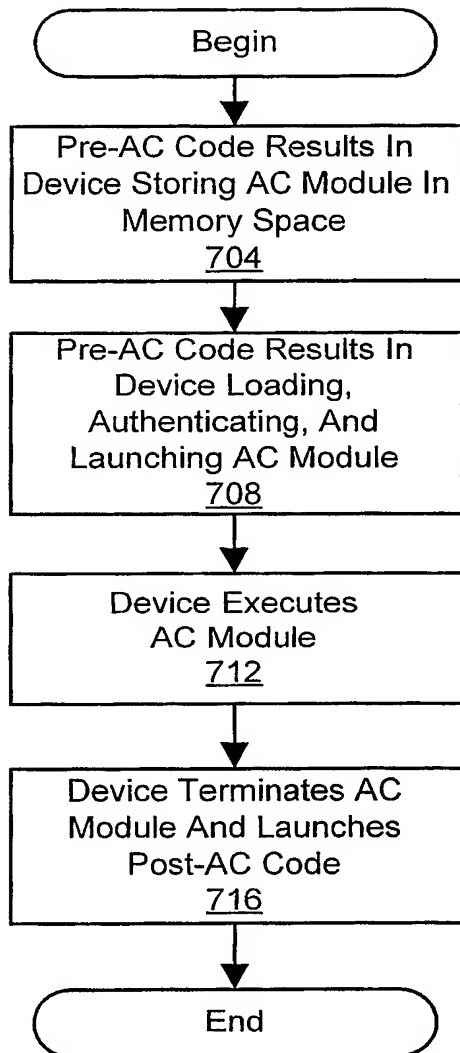 Begin
Pre-AC Code Results In
Device Storing AC Module In
Memory Space
704
Pre-AC Code Results In
Device Loading,
Authenticating, And
Launching AC Module
708
Device Executes
AC Module
712
Device Terminates AC
Module And Launches
Post-AC Code
716
End